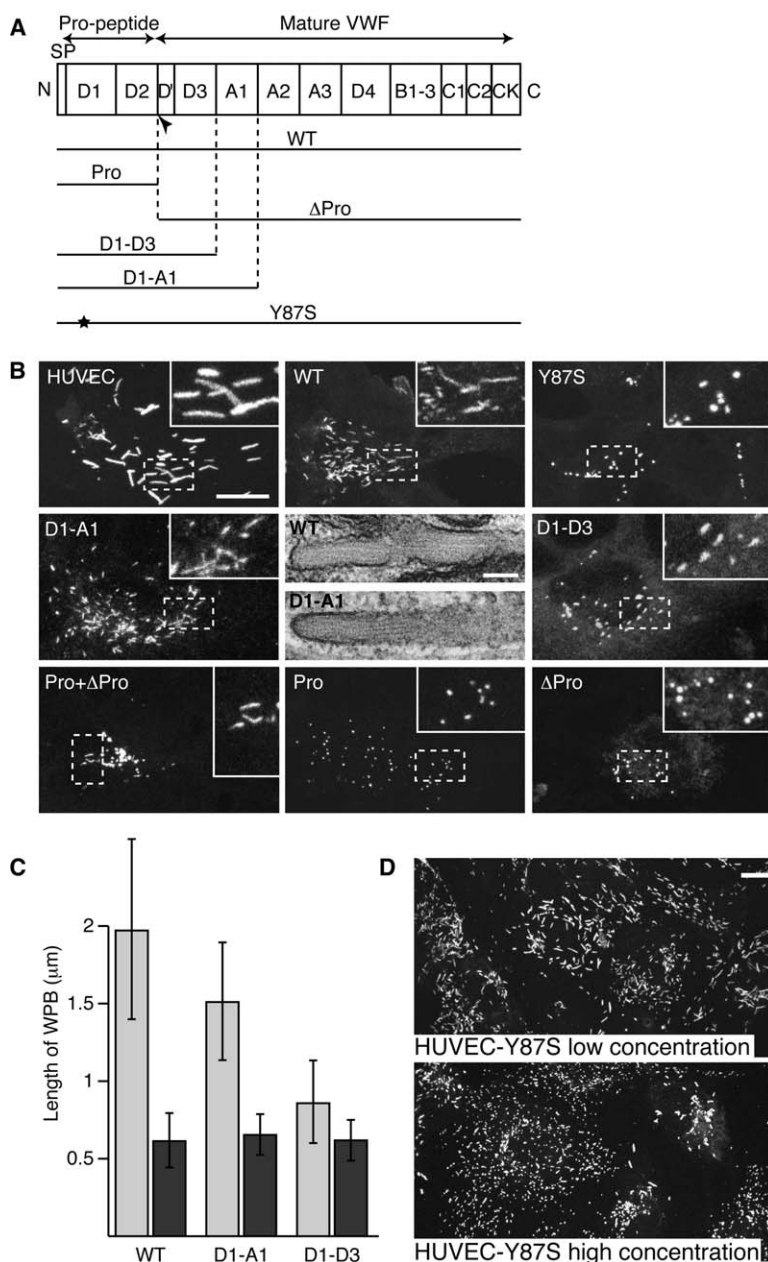 A
Pro-peptide Mature VWF
SP
N D1 D2 D' D3 A1 A2 A3 D4 B1-3 C1 C2 CK C
WT
Pro
ΔPro
D1-D3
D1-A1
Y87S
B
HUVEC WT Y87S
D1-A1 WT D1-D3
D1-A1
Pro+ΔPro Pro ΔPro
C
Length of WPB (μm)
2
1.5
1
0.5
WT D1-A1 D1-D3
D
HUVEC-Y87S low concentration
HUVEC-Y87S high concentration